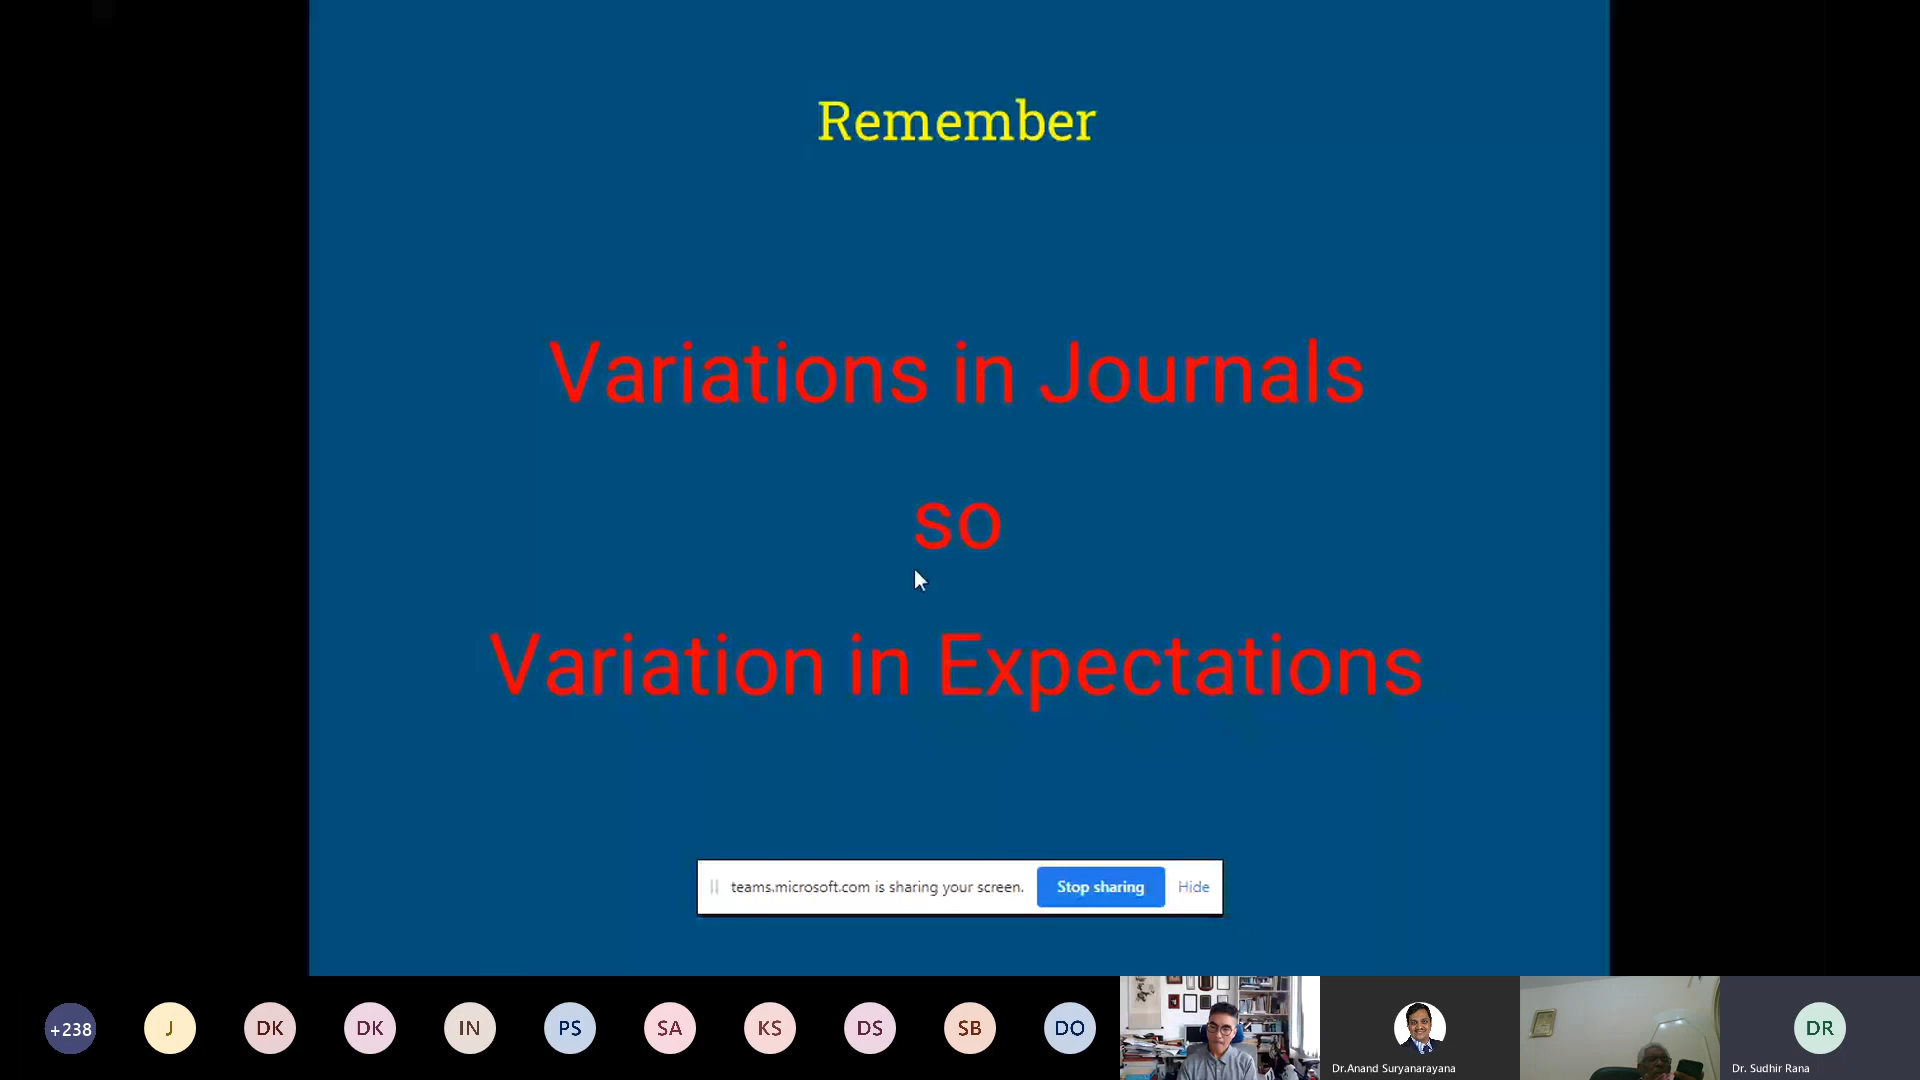 Remember
Variations in Journals
so
Variation in Expectations
teams.microsoft.com is sharing your screen. Stop sharing Hide
+238 J DK DK IN PS SA KS DS SB DO DR
Dr.Anand Suryanarayana Dr. Sudhir Rana